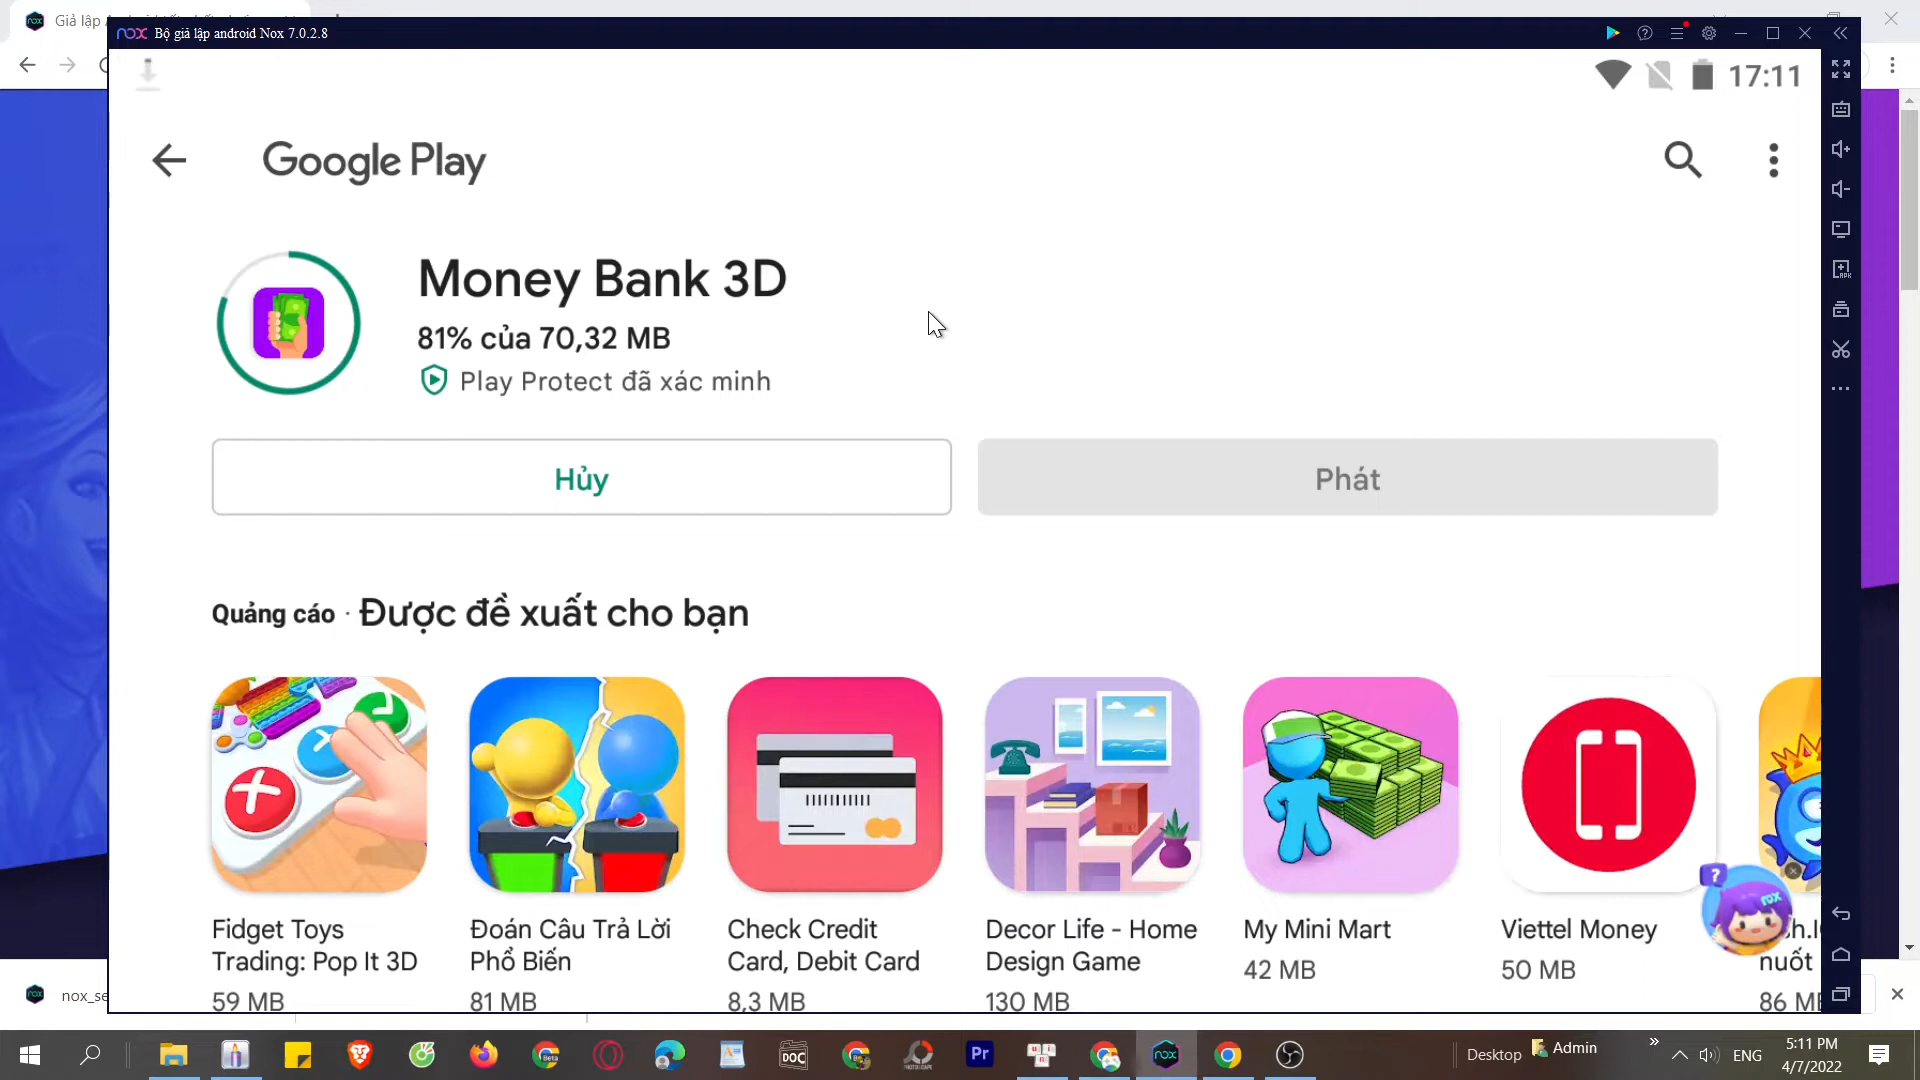 nox Bộ giả lập android Nox 7.0.2.8
17:11
Google Play
Money Bank 3D
81% của 70,32 MB
Play Protect đã xác minh
Hủy
Phát
Quảng cáo · Được đề xuất cho bạn
Fidget Toys
Trading: Pop It 3D
59 MB
Đoán Câu Trả Lời
Phổ Biến
81 MB
Check Credit
Card, Debit Card
8,3 MB
Decor Life - Home
Design Game
130 MB
My Mini Mart
42 MB
Viettel Money
50 MB
nuốt
86 MB
nox_se
Desktop
Admin
ENG
5:11 PM
4/7/2022